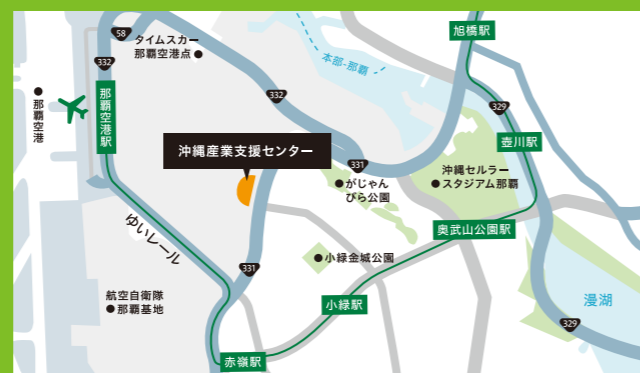 58
タイムスカー
那覇空港点●
旭橋駅
本部-那覇
332
332
那覇空港駅
●那覇空港
329
壺川駅
沖縄産業支援センター
331
●がじゃん
びら公園
沖縄セルラー
●スタジアム那覇
奥武山公園駅
ゆいレール
●小緑金城公園
331
航空自衛隊
●那覇基地
小緑駅
漫湖
329
赤嶺駅